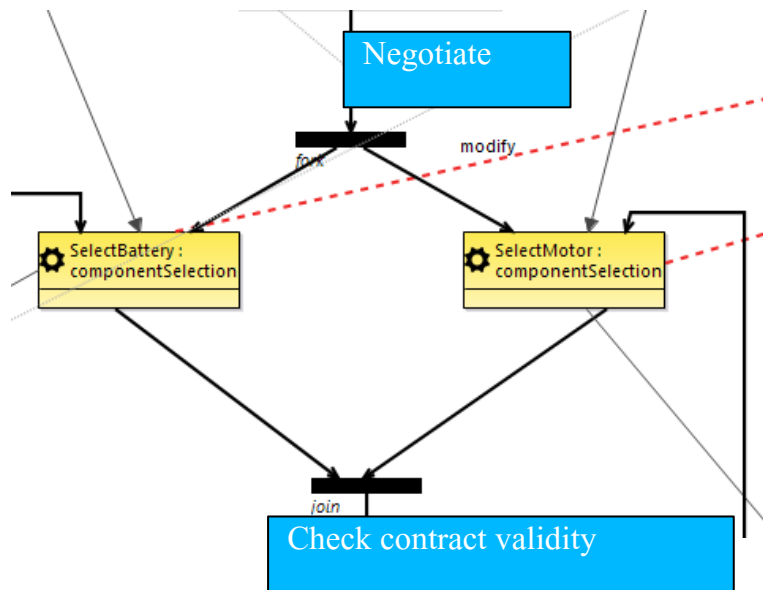 Negotiate
fork
modify
SelectBattery :
componentSelection
SelectMotor :
componentSelection
join
Check contract validity